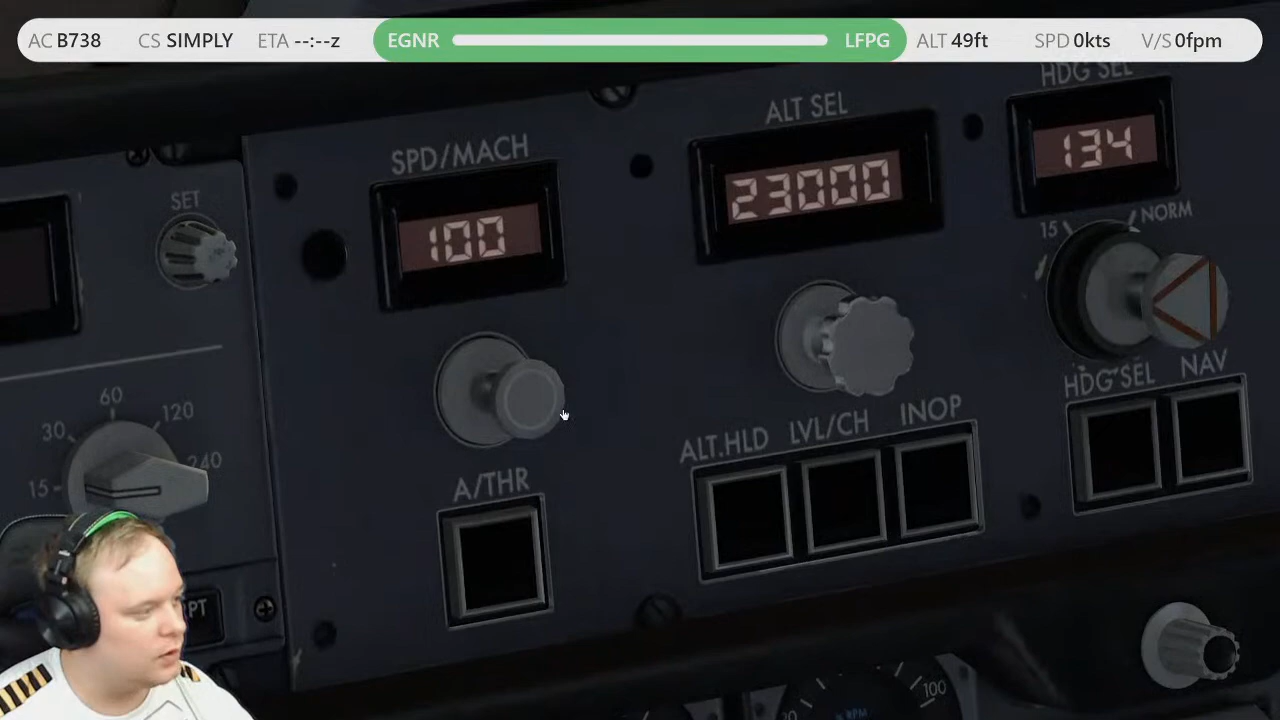 AC B738 CS SIMPLY ETA --:--z EGNR LFPG ALT 49ft SPD 0kts V/S 0fpm
SPD/MACH ALT SEL HDG SEL
100 23000 134
SET
15 NORM
60
30 120
15 240
A/THR
ALT.HLD LVL/CH INOP
HDG SEL NAV
PT
100
RPM